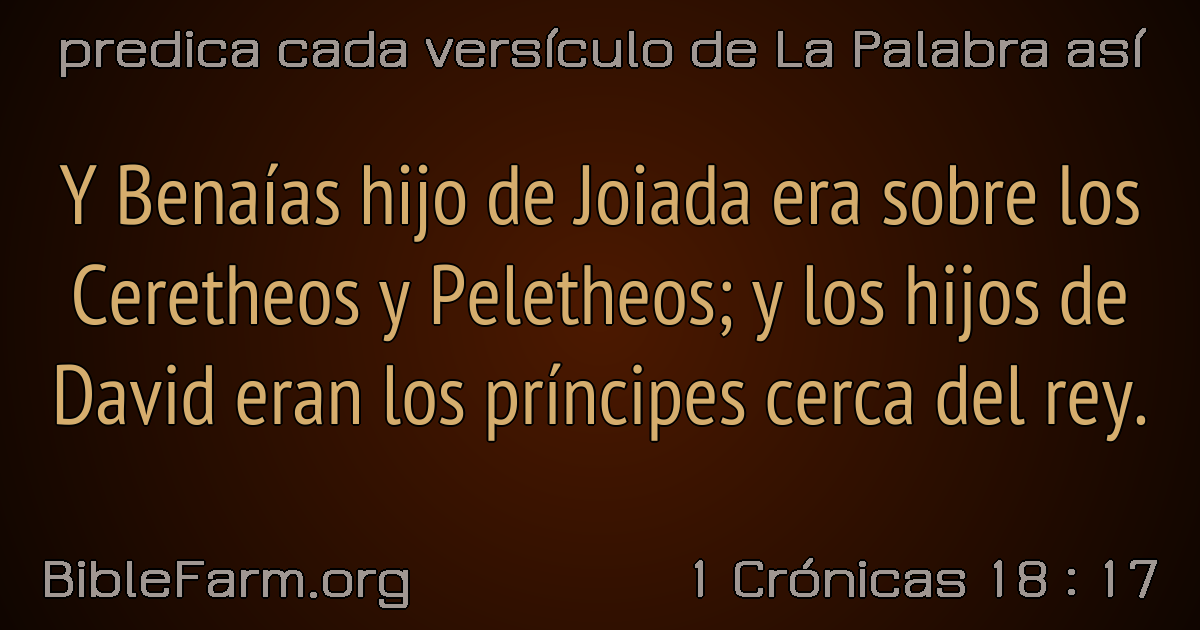 predica cada versículo de La Palabra así
Y Benaías hijo de Joiada era sobre los
Ceretheos y Peletheos; y los hijos de
David eran los príncipes cerca del rey.
BibleFarm.org
1 Crónicas 18 : 17